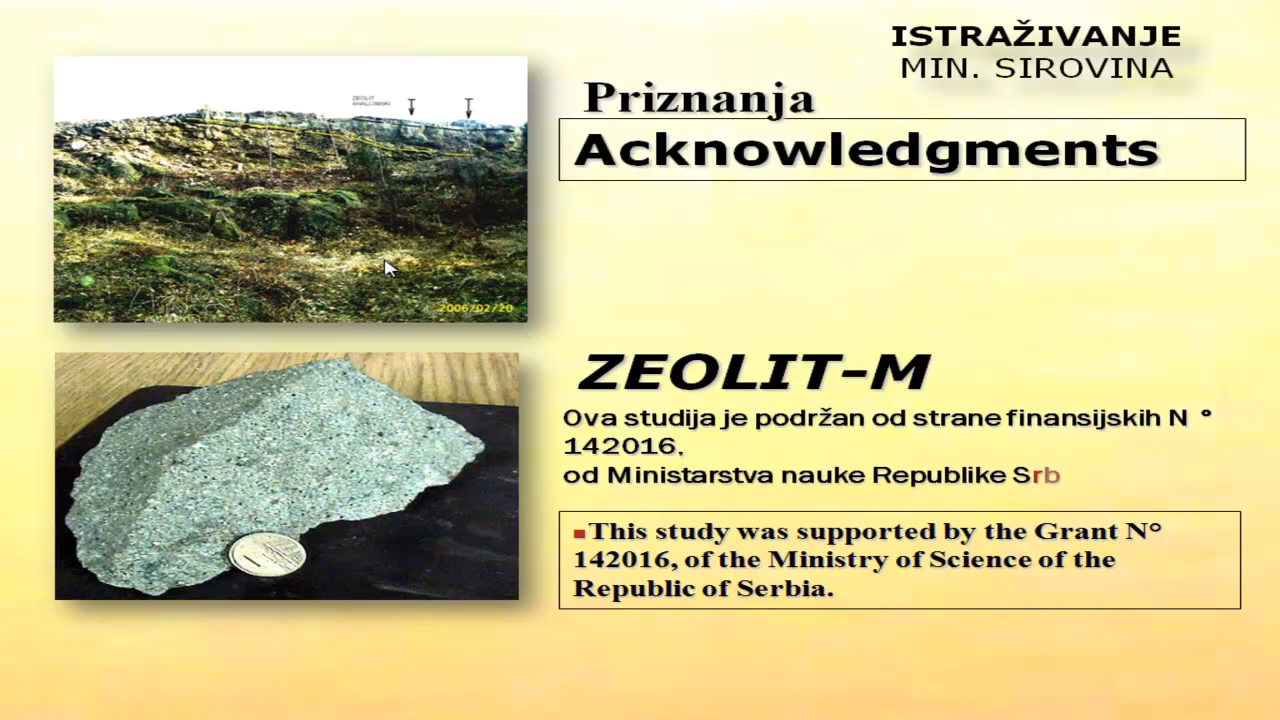 ISTRAŽIVANJE
MIN. SIROVINA
Priznanja
Acknowledgments
ZEOLIT
ANALCIMSKI
2006/02/20
ZEOLIT-M
Ova studija je podržan od strane finansijskih N °
142016,
od Ministarstva nauke Republike Srb
This study was supported by the Grant N°
142016, of the Ministry of Science of the
Republic of Serbia.